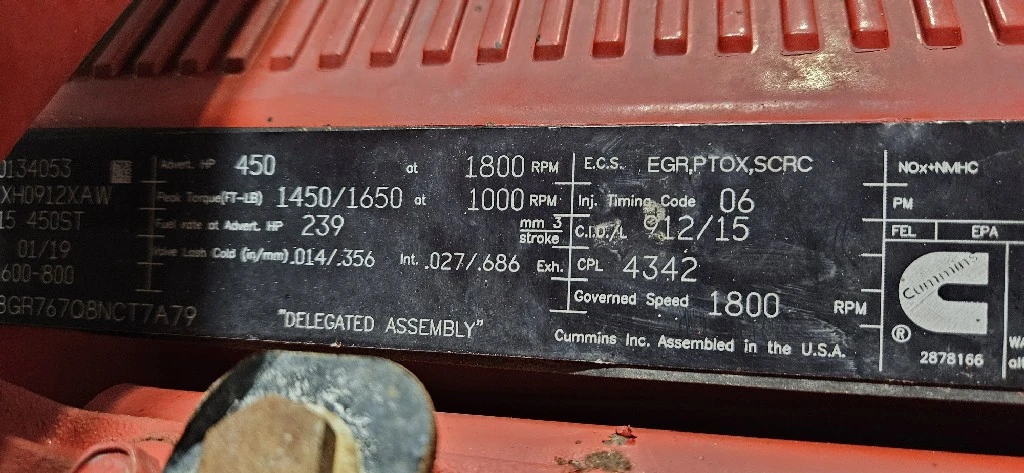 0134053
Advert. HP 450 at 1800 RPM
XH0912XAW
Peak Torque(FT-LB) 1450/1650 at 1000 RPM
15 450ST
Fuel rate at Advert. HP 239 mm 3 stroke
01/19
Valve Lash Cold (in/mm) .014/.356 Int. .027/.686 Exh.
600-800
GR767O8NCT7A79
"DELEGATED ASSEMBLY"
E.C.S. EGR,PTOX,SCRC
Inj. Timing Code 06
C.I.D./L 912/15
CPL 4342
Governed Speed 1800 RPM
Cummins Inc. Assembled in the U.S.A.
NOx+NMHC
PM
FEL EPA
Cummins
®
2878166